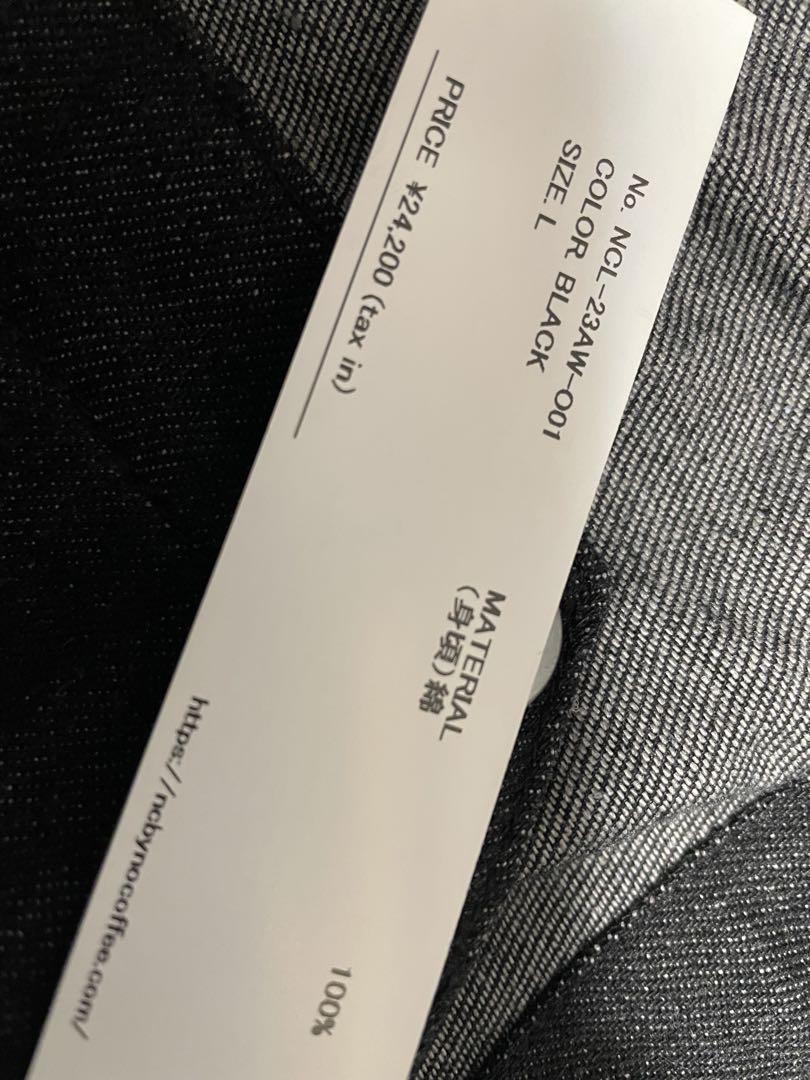 No. NCL-23AW-001
COLOR. BLACK
SIZE. L
PRICE ¥24,200 (tax in)
MATERIAL
(身頃)綿 100%
https://ncbynocoffee.com/